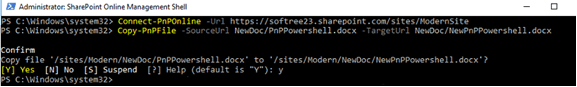 Administrator: SharePoint Online Management Shell
PS C:\Windows\system32> Connect-PnPOnline -Url https://softree23.sharepoint.com/sites/ModernSite
PS C:\Windows\system32> Copy-PnPFile -SourceUrl NewDoc/PnPPowershell.docx -TargetUrl NewDoc/NewPnPPowershell.docx
Confirm
Copy file '/sites/Modern/NewDoc/PnPPowershell.docx' to '/sites/Modern/NewDoc/NewPnPPowershell.docx'?
[Y] Yes  [N] No  [S] Suspend  [?] Help (default is "Y"): y
PS C:\Windows\system32>